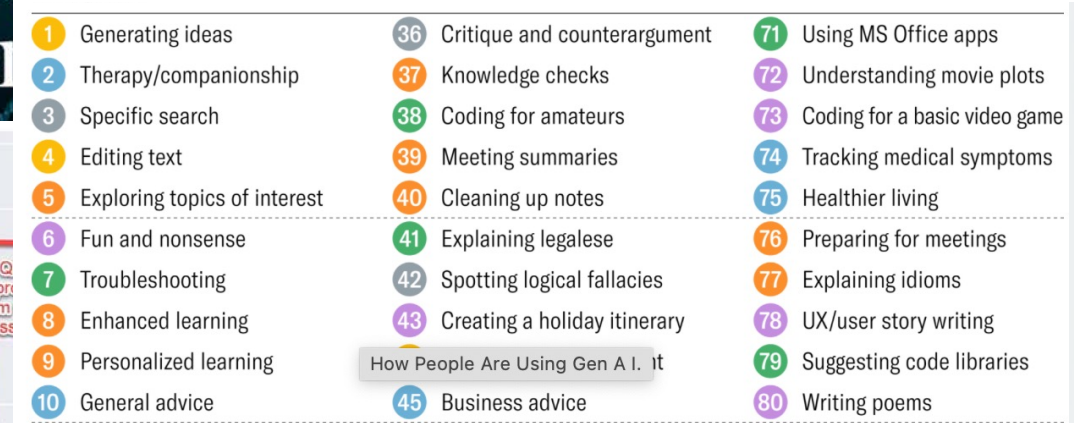 1 Generating ideas
2 Therapy/companionship
3 Specific search
4 Editing text
5 Exploring topics of interest
6 Fun and nonsense
7 Troubleshooting
8 Enhanced learning
9 Personalized learning
10 General advice
36 Critique and counterargument
37 Knowledge checks
38 Coding for amateurs
39 Meeting summaries
40 Cleaning up notes
41 Explaining legalese
42 Spotting logical fallacies
43 Creating a holiday itinerary
How People Are Using Gen A I.
45 Business advice
71 Using MS Office apps
72 Understanding movie plots
73 Coding for a basic video game
74 Tracking medical symptoms
75 Healthier living
76 Preparing for meetings
77 Explaining idioms
78 UX/user story writing
79 Suggesting code libraries
80 Writing poems